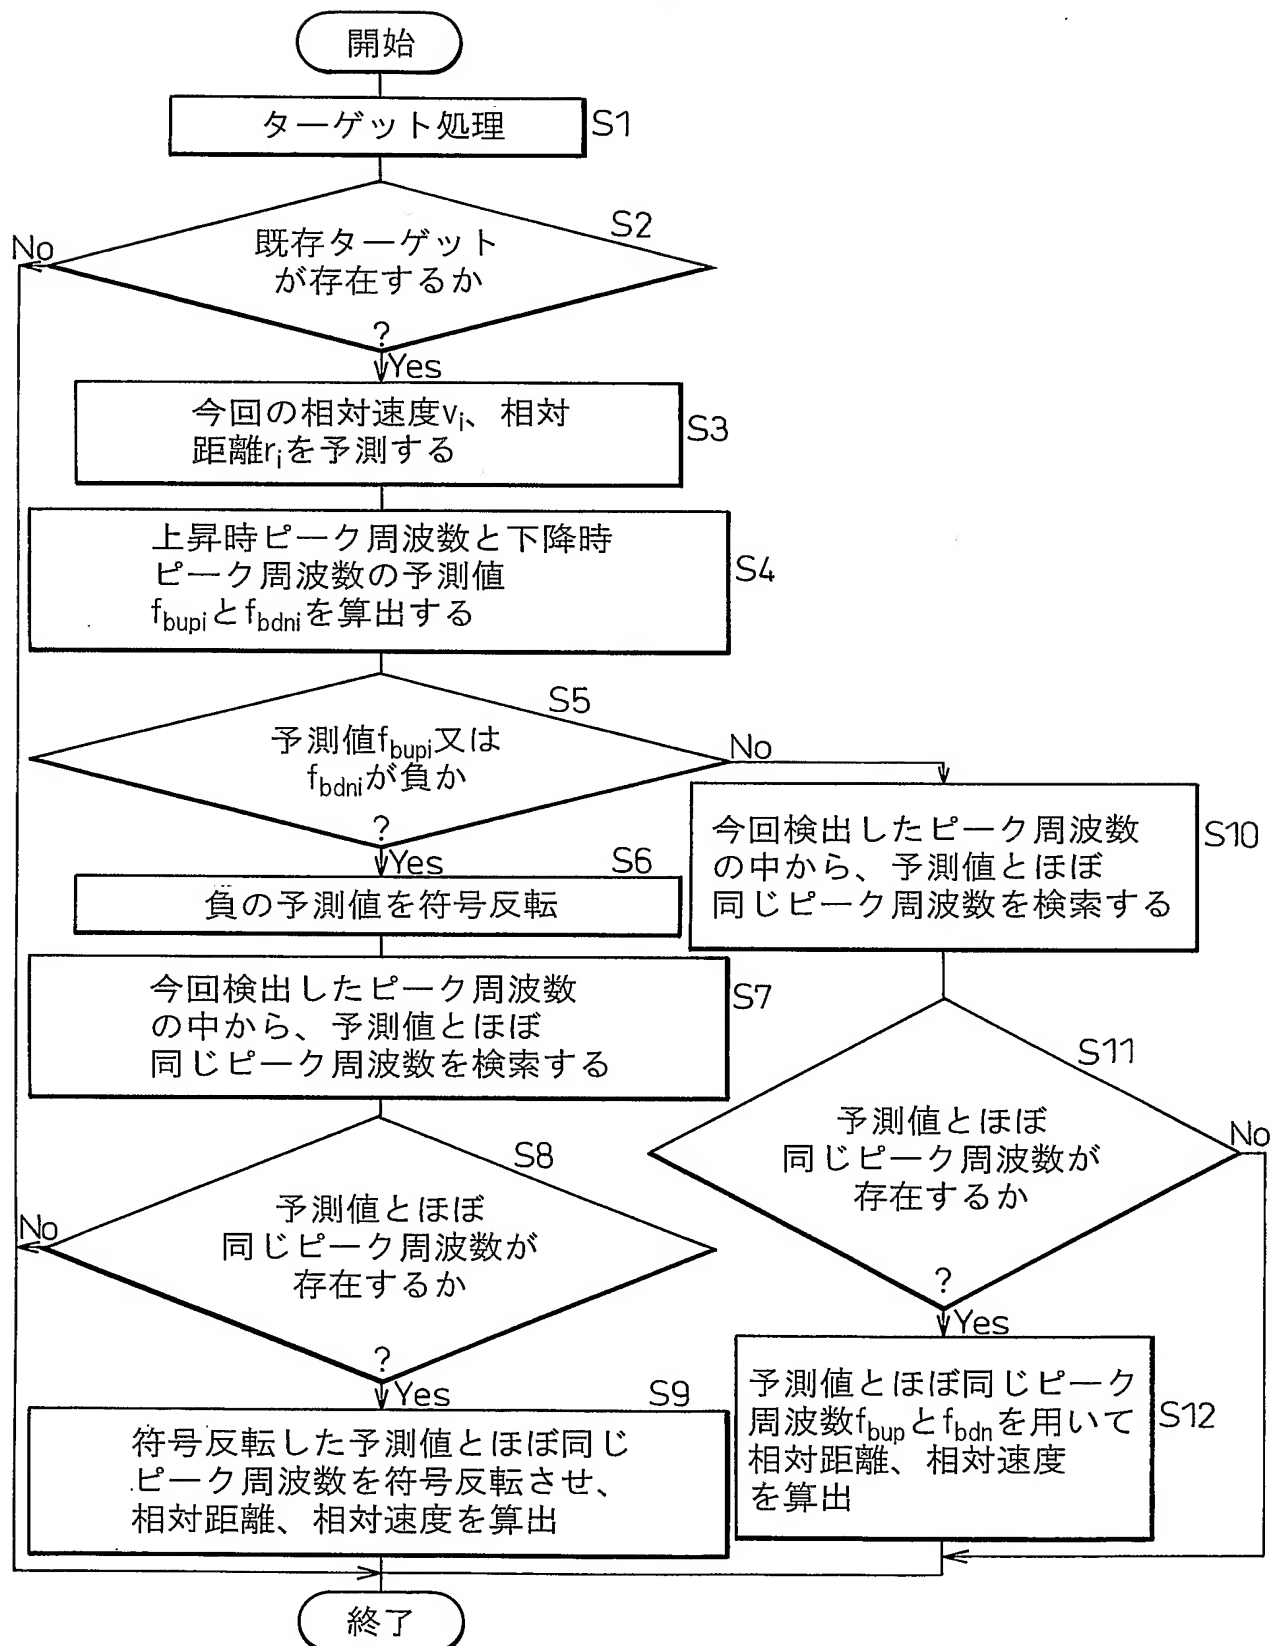 開始
ターゲット処理
S1
S2
既存ターゲット
が存在するか
?
No
Yes
今回の相対速度vi、相対
距離riを予測する
S3
上昇時ピーク周波数と下降時
ピーク周波数の予測値
fbupiとfbdniを算出する
S4
S5
予測値fbupi又は
fbdniが負か
?
No
Yes
S6
負の予測値を符号反転
今回検出したピーク周波数
の中から、予測値とほぼ
同じピーク周波数を検索する
S7
S8
予測値とほぼ
同じピーク周波数が
存在するか
?
No
Yes
S9
符号反転した予測値とほぼ同じ
ピーク周波数を符号反転させ、
相対距離、相対速度を算出
今回検出したピーク周波数
の中から、予測値とほぼ
同じピーク周波数を検索する
S10
S11
予測値とほぼ
同じピーク周波数が
存在するか
?
No
Yes
予測値とほぼ同じピーク
周波数fbupとfbdnを用いて
相対距離、相対速度
を算出
S12
終了